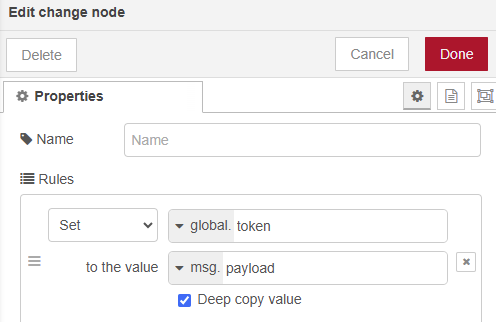 Edit change node
Delete
Cancel
Done
Properties
Name
Name
Rules
Set
global. token
to the value
msg. payload
Deep copy value